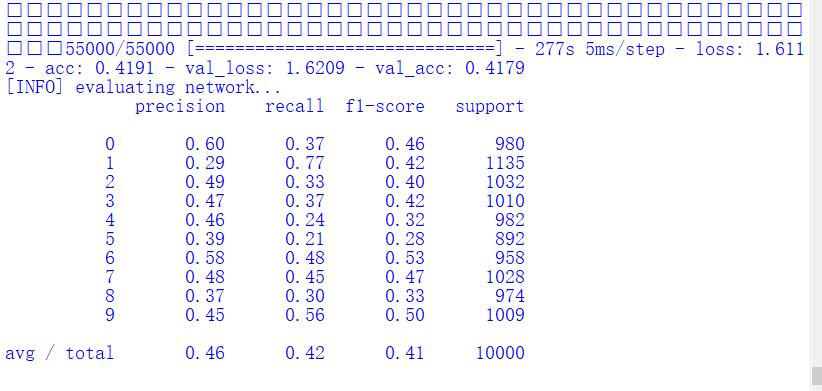 55000/55000 [==============================] - 277s 5ms/step - loss: 1.611
2 - acc: 0.4191 - val_loss: 1.6209 - val_acc: 0.4179
[INFO] evaluating network...
precision recall f1-score support
0 0.60 0.37 0.46 980
1 0.29 0.77 0.42 1135
2 0.49 0.33 0.40 1032
3 0.47 0.37 0.42 1010
4 0.46 0.24 0.32 982
5 0.39 0.21 0.28 892
6 0.58 0.48 0.53 958
7 0.48 0.45 0.47 1028
8 0.37 0.30 0.33 974
9 0.45 0.56 0.50 1009
avg / total 0.46 0.42 0.41 10000